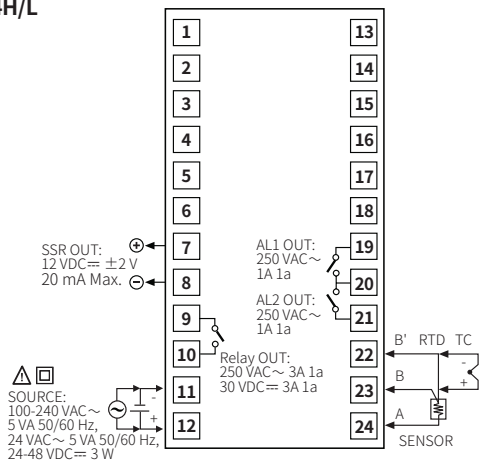 4H/L
1
13
2
14
3
15
4
16
5
17
6
18
SSR OUT:
12 VDC⎓ ±2 V
20 mA Max.
+
7
-
8
AL1 OUT:
250 VAC～
1A 1a
19
20
AL2 OUT:
250 VAC～
1A 1a
21
9
10
Relay OUT:
250 VAC～ 3A 1a
30 VDC⎓ 3A 1a
22
B' RTD TC
-
+
B
23
A
24
SENSOR
SOURCE:
100-240 VAC～
5 VA 50/60 Hz,
24 VAC～ 5 VA 50/60 Hz,
24-48 VDC⎓ 3 W
-
+
11
12